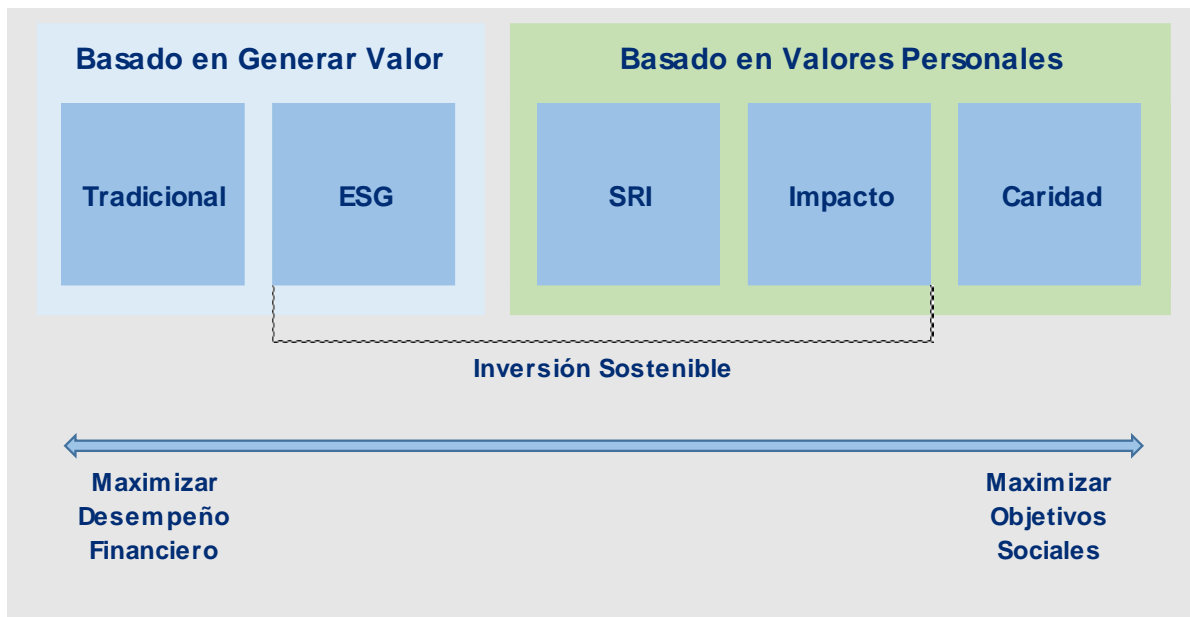 Basado en Generar Valor
Basado en Valores Personales
Tradicional
ESG
SRI
Impacto
Caridad
Inversión Sostenible
Maximizar
Desempeño
Financiero
Maximizar
Objetivos
Sociales